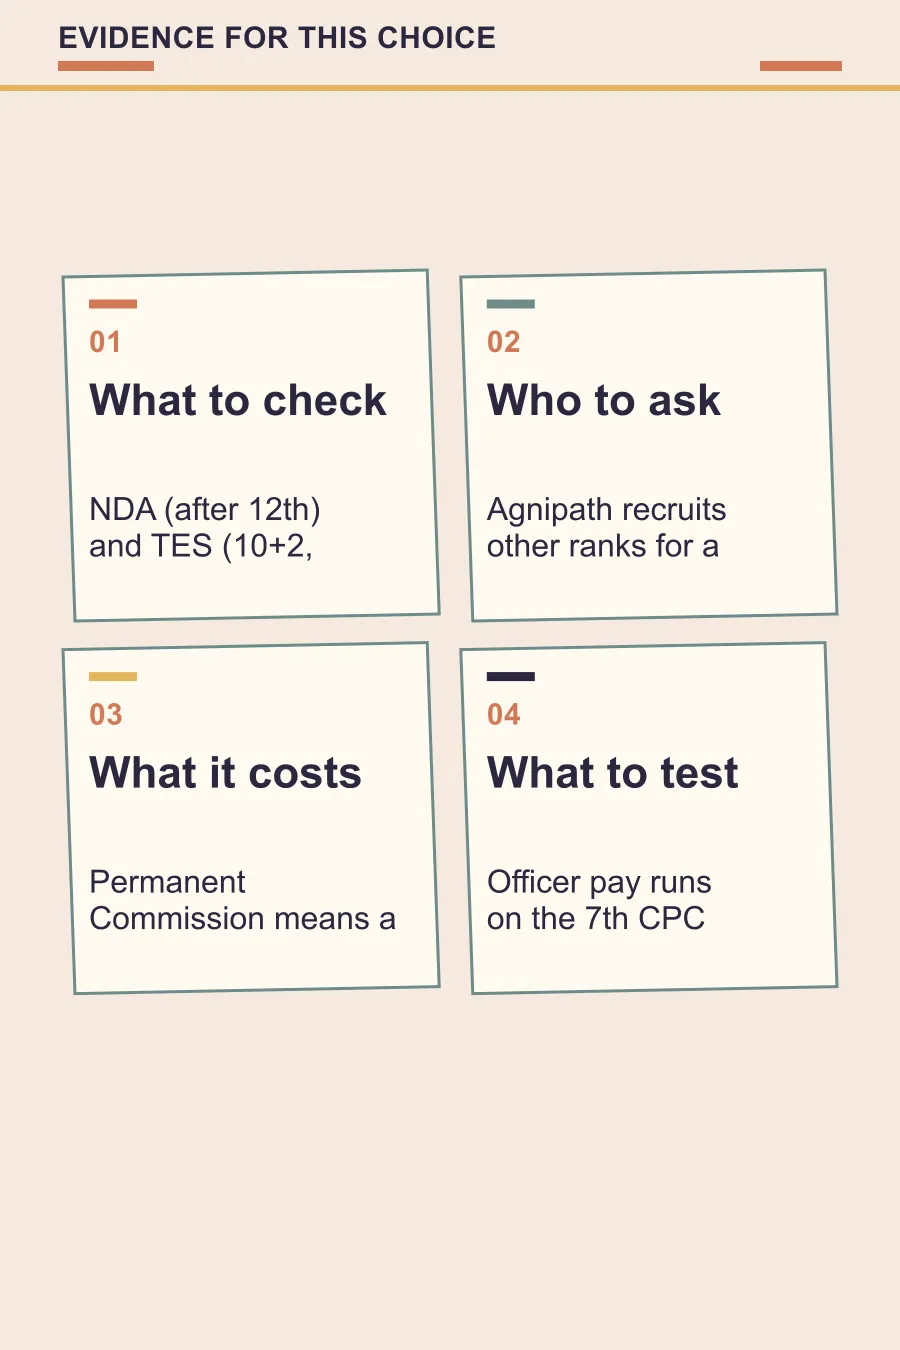 EVIDENCE FOR THIS CHOICE
01
What to check
NDA (after 12th)
and TES (10+2,
02
Who to ask
Agnipath recruits
other ranks for a
03
What it costs
Permanent
Commission means a
04
What to test
Officer pay runs
on the 7th CPC